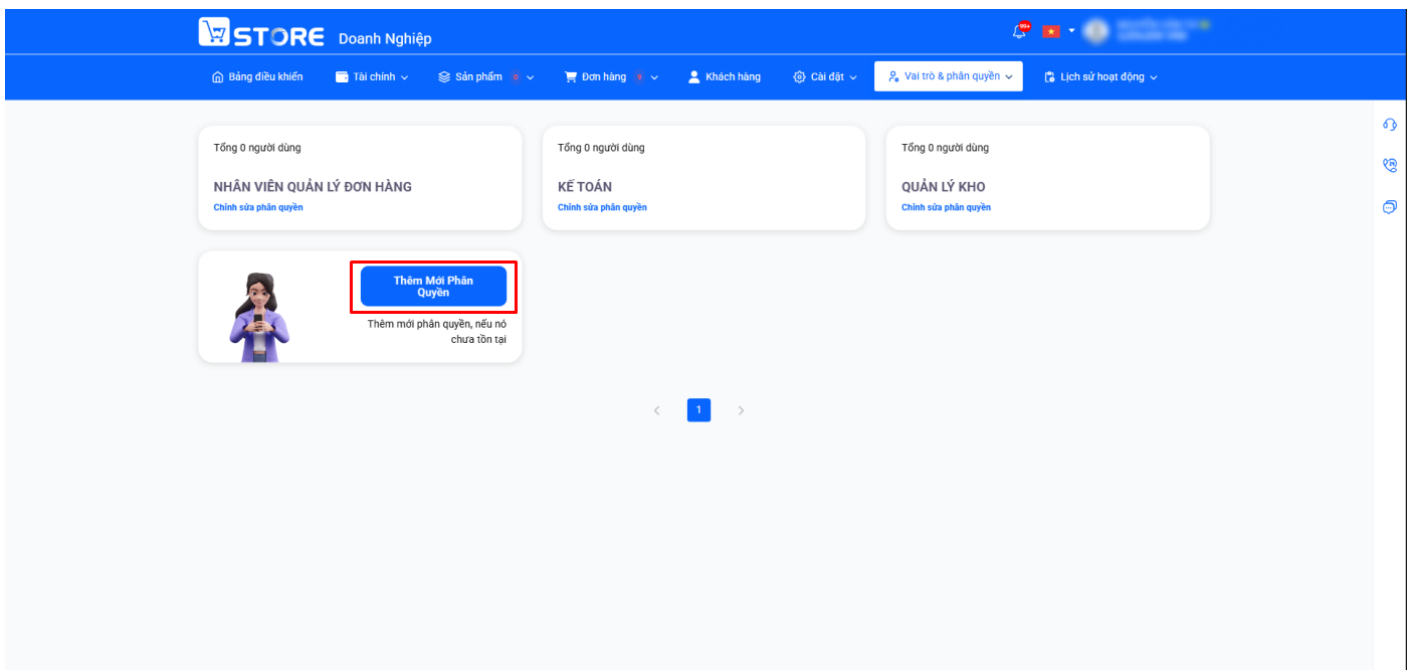 STORE Doanh Nghiệp
99+
Bảng điều khiển Tài chính Sản phẩm Đơn hàng Khách hàng Cài đặt Vai trò & phân quyền Lịch sử hoạt động
Tổng 0 người dùng
NHÂN VIÊN QUẢN LÝ ĐƠN HÀNG
Chỉnh sửa phân quyền
Tổng 0 người dùng
KẾ TOÁN
Chỉnh sửa phân quyền
Tổng 0 người dùng
QUẢN LÝ KHO
Chỉnh sửa phân quyền
Thêm Mới Phân
Quyền
Thêm mới phân quyền, nếu nó
chưa tồn tại
1